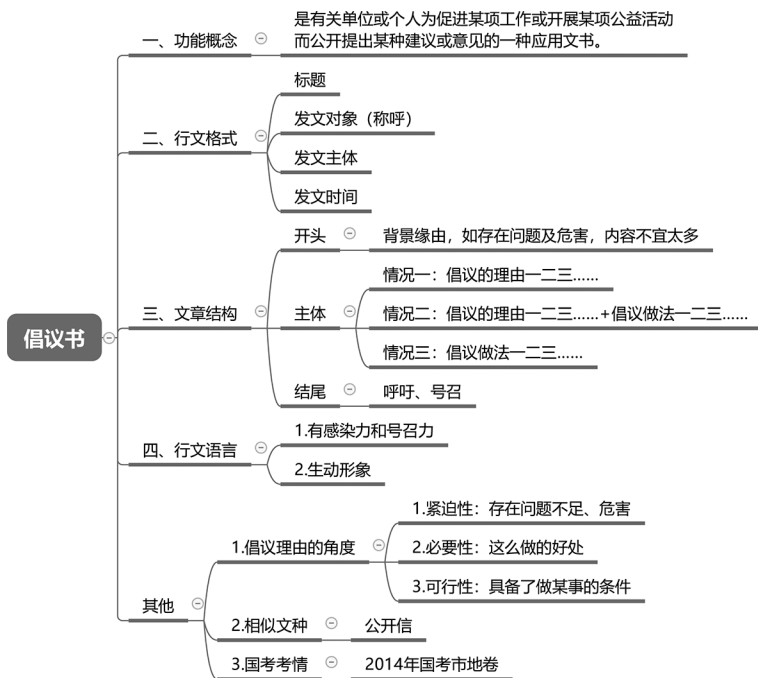 倡议书
一、功能概念
是有关单位或个人为促进某项工作或开展某项公益活动
而公开提出某种建议或意见的一种应用文书。
二、行文格式
标题
发文对象（称呼）
发文主体
发文时间
三、文章结构
开头
背景缘由，如存在问题及危害，内容不宜太多
主体
情况一：倡议的理由一二三……
情况二：倡议的理由一二三……+倡议做法一二三……
情况三：倡议做法一二三……
结尾
呼吁、号召
四、行文语言
1.有感染力和号召力
2.生动形象
其他
1.倡议理由的角度
1.紧迫性：存在问题不足、危害
2.必要性：这么做的好处
3.可行性：具备了做某事的条件
2.相似文种
公开信
3.国考考情
2014年国考市地卷